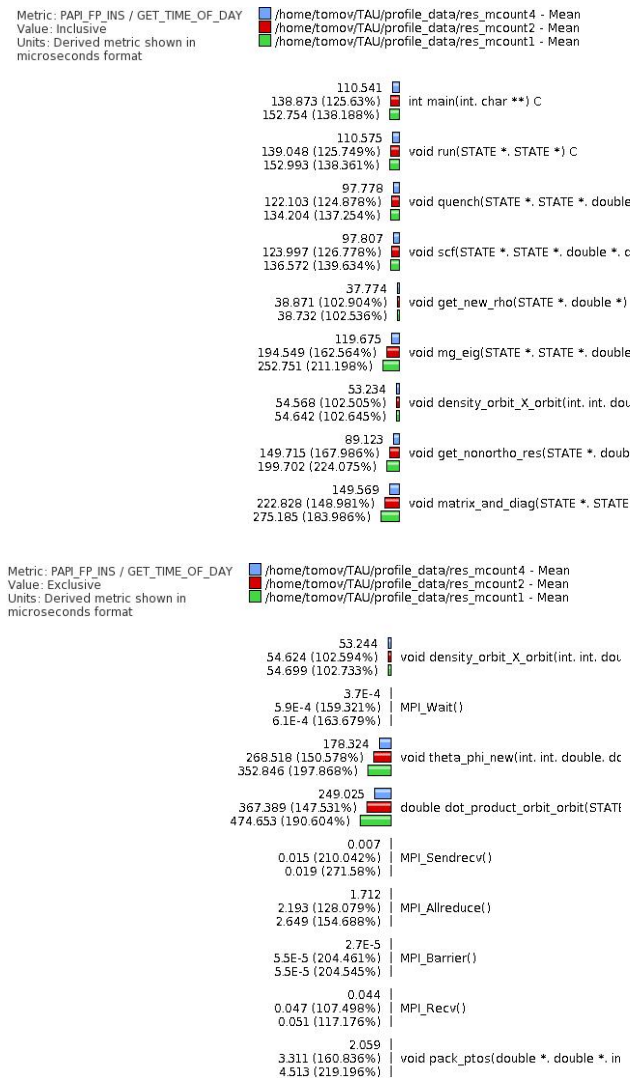 Metric: PAPI_FP_INS / GET_TIME_OF_DAY
Value: Inclusive
Units: Derived metric shown in
microseconds format
/home/tomov/TAU/profile_data/res_mcount4 - Mean
/home/tomov/TAU/profile_data/res_mcount2 - Mean
/home/tomov/TAU/profile_data/res_mcount1 - Mean
110.541
138.873 (125.63%) int main(int, char **) C
152.754 (138.188%)
110.575
139.048 (125.749%) void run(STATE *, STATE *) C
152.993 (138.361%)
97.778
122.103 (124.878%) void quench(STATE *, STATE *, double
134.204 (137.254%)
97.807
123.997 (126.778%) void scf(STATE *, STATE *, double *, d
136.572 (139.634%)
37.774
38.871 (102.904%) void get_new_rho(STATE *, double *)
38.732 (102.536%)
119.675
194.549 (162.564%) void mg_eig(STATE *, STATE *, double
252.751 (211.198%)
53.234
54.568 (102.505%) void density_orbit_X_orbit(int, int, dou
54.642 (102.645%)
89.123
149.715 (167.986%) void get_nonortho_res(STATE *, doub
199.702 (224.075%)
149.569
222.828 (148.981%) void matrix_and_diag(STATE *, STATE
275.185 (183.986%)
Metric: PAPI_FP_INS / GET_TIME_OF_DAY
Value: Exclusive
Units: Derived metric shown in
microseconds format
/home/tomov/TAU/profile_data/res_mcount4 - Mean
/home/tomov/TAU/profile_data/res_mcount2 - Mean
/home/tomov/TAU/profile_data/res_mcount1 - Mean
53.244
54.624 (102.594%) void density_orbit_X_orbit(int, int, dou
54.699 (102.733%)
3.7E-4
5.9E-4 (159.321%) MPI_Wait()
6.1E-4 (163.679%)
178.324
268.518 (150.578%) void theta_phi_new(int, int, double, do
352.846 (197.868%)
249.025
367.389 (147.531%) double dot_product_orbit_orbit(STATE
474.653 (190.604%)
0.007
0.015 (210.042%) MPI_Sendrecv()
0.019 (271.58%)
1.712
2.193 (128.079%) MPI_Allreduce()
2.649 (154.688%)
2.7E-5
5.5E-5 (204.461%) MPI_Barrier()
5.5E-5 (204.545%)
0.044
0.047 (107.498%) MPI_Recv()
0.051 (117.176%)
2.059
3.311 (160.836%) void pack_ptos(double *, double *, in
4.513 (219.196%)